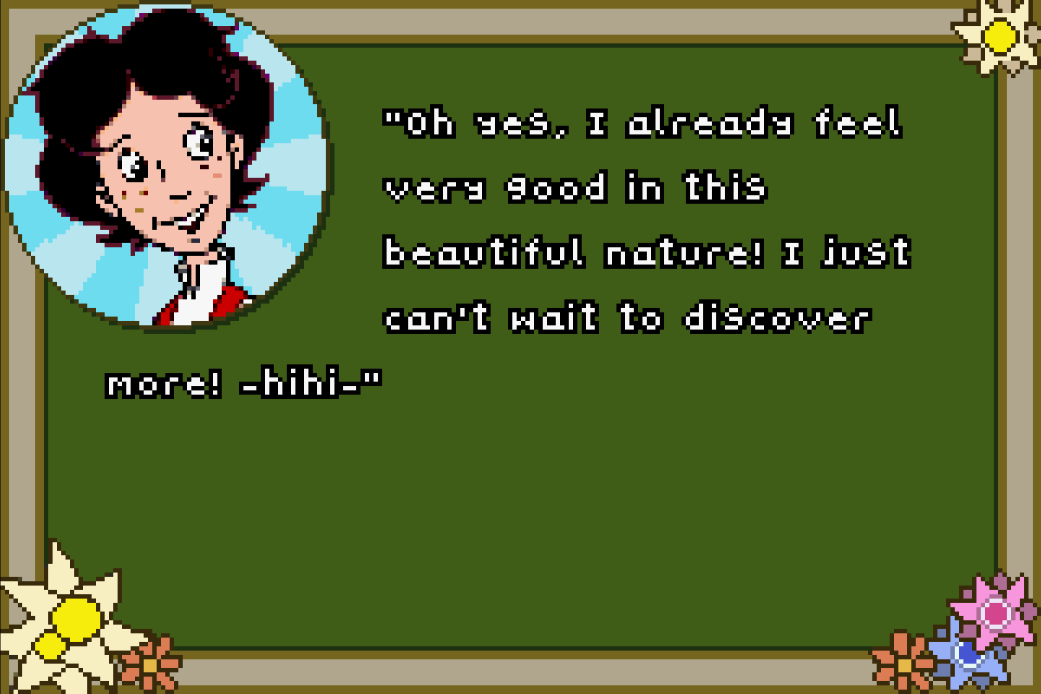 "Oh yes, I already feel
very good in this
beautiful nature! I just
can't wait to discover
more! -hihi-"